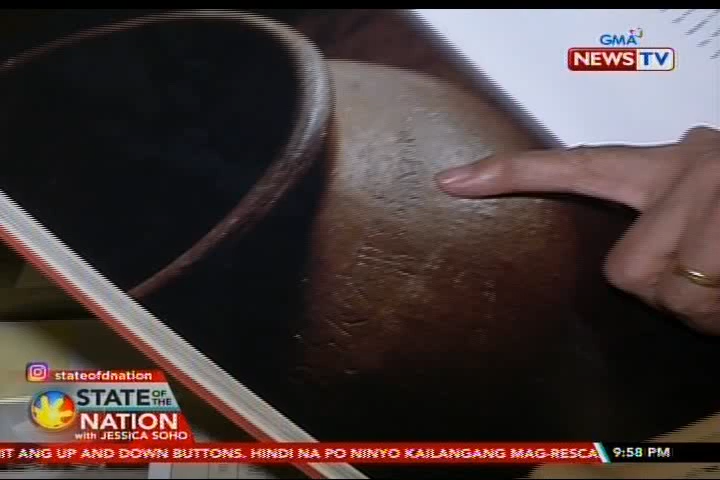 GMA
NEWS TV
stateofdnation
STATE OF THE
NATION
with JESSICA SOHO
IT ANG UP AND DOWN BUTTONS. HINDI NA PO NINYO KAILANGANG MAG-RESCA
9:58 PM